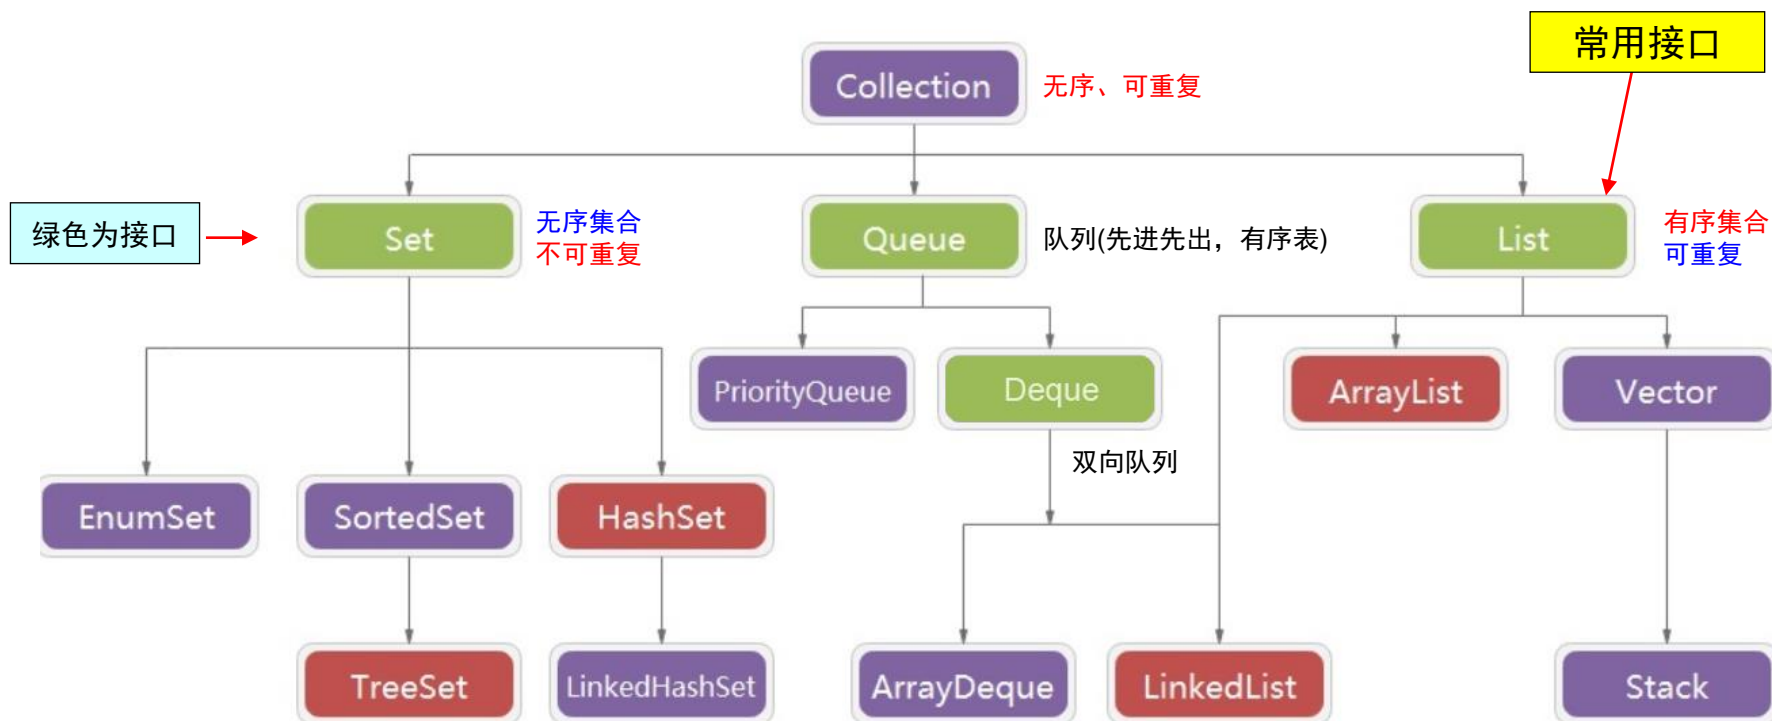 常用接口
Collection
无序、可重复
绿色为接口
Set
无序集合
不可重复
Queue
队列(先进先出，有序表)
List
有序集合
可重复
PriorityQueue
Deque
ArrayList
Vector
双向队列
EnumSet
SortedSet
HashSet
TreeSet
LinkedHashSet
ArrayDeque
LinkedList
Stack